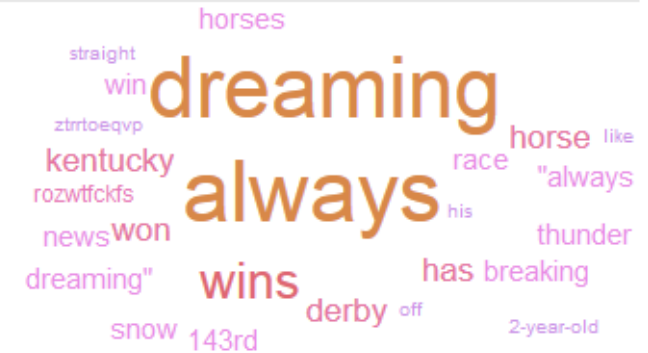 horses
straight
win dreaming
ztrrtoeqvp
horse like
kentucky
race
"always
rozwtfckfs
always
his
news won
thunder
dreaming" wins has breaking
derby off
2-year-old
snow 143rd